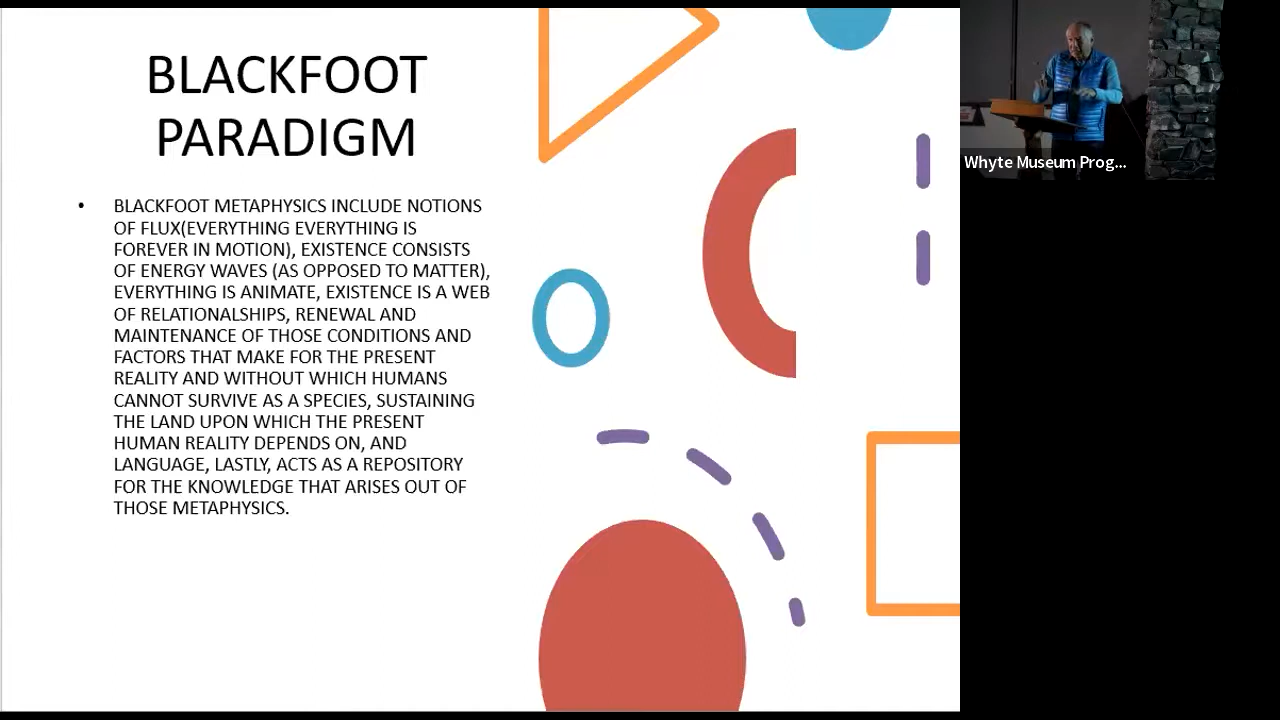 BLACKFOOT
PARADIGM
• BLACKFOOT METAPHYSICS INCLUDE NOTIONS
OF FLUX(EVERYTHING EVERYTHING IS
FOREVER IN MOTION), EXISTENCE CONSISTS
OF ENERGY WAVES (AS OPPOSED TO MATTER),
EVERYTHING IS ANIMATE, EXISTENCE IS A WEB
OF RELATIONALSHIPS, RENEWAL AND
MAINTENANCE OF THOSE CONDITIONS AND
FACTORS THAT MAKE FOR THE PRESENT
REALITY AND WITHOUT WHICH HUMANS
CANNOT SURVIVE AS A SPECIES, SUSTAINING
THE LAND UPON WHICH THE PRESENT
HUMAN REALITY DEPENDS ON, AND
LANGUAGE, LASTLY, ACTS AS A REPOSITORY
FOR THE KNOWLEDGE THAT ARISES OUT OF
THOSE METAPHYSICS.
Whyte Museum Prog...